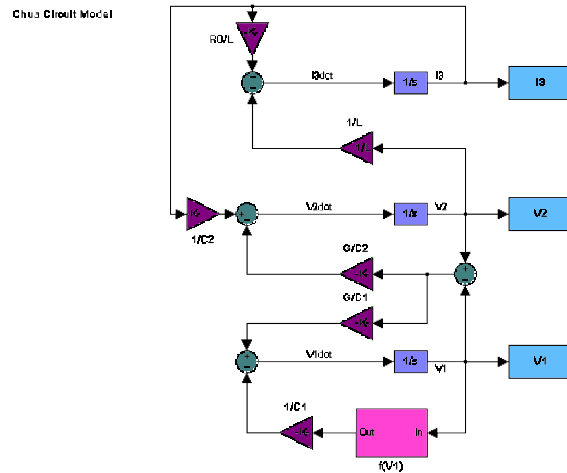 Chua Circuit Model
R0/L
I3dot
1/s
I3
I3
1/L
1/L
V2dot
1/s
V2
V2
1/C2
G/C2
G/C1
V1dot
1/s
V1
V1
1/C1
Out
In
f(V1)